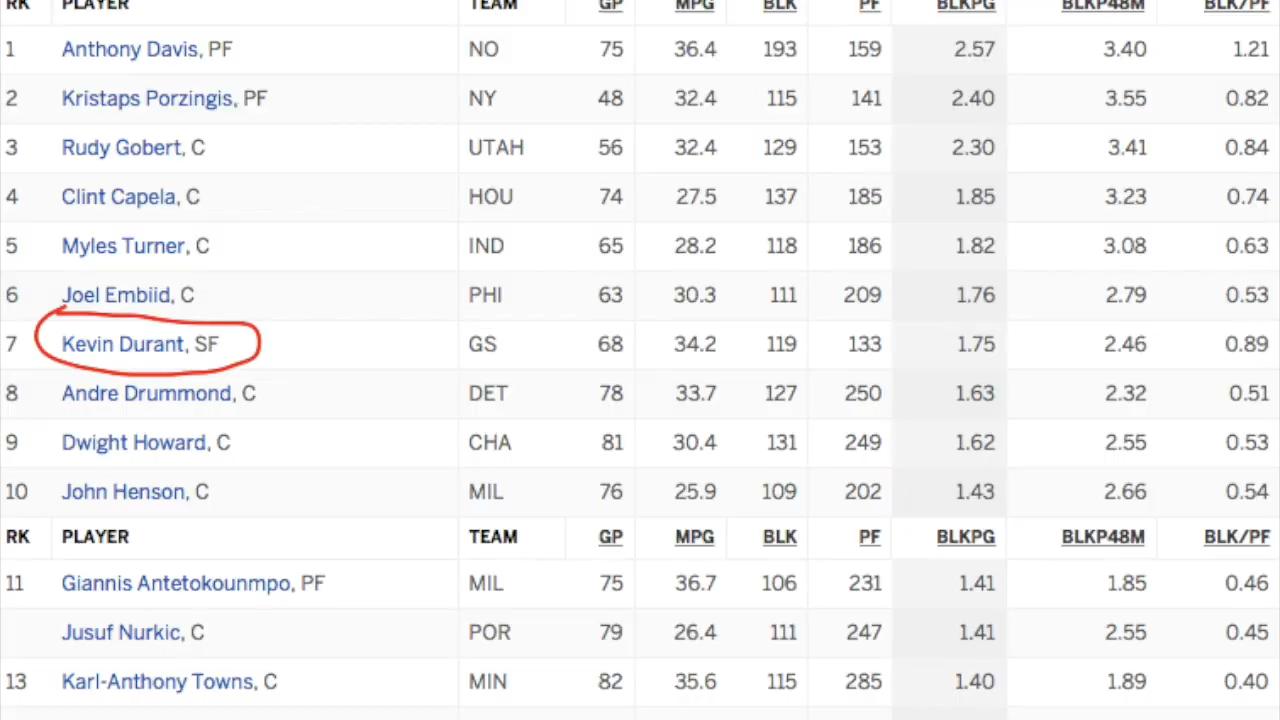 RK PLAYER TEAM GP MPG BLK PF BLKPG BLKP48M BLK/PF
1 Anthony Davis, PF NO 75 36.4 193 159 2.57 3.40 1.21
2 Kristaps Porzingis, PF NY 48 32.4 115 141 2.40 3.55 0.82
3 Rudy Gobert, C UTAH 56 32.4 129 153 2.30 3.41 0.84
4 Clint Capela, C HOU 74 27.5 137 185 1.85 3.23 0.74
5 Myles Turner, C IND 65 28.2 118 186 1.82 3.08 0.63
6 Joel Embiid, C PHI 63 30.3 111 209 1.76 2.79 0.53
7 Kevin Durant, SF GS 68 34.2 119 133 1.75 2.46 0.89
8 Andre Drummond, C DET 78 33.7 127 250 1.63 2.32 0.51
9 Dwight Howard, C CHA 81 30.4 131 249 1.62 2.55 0.53
10 John Henson, C MIL 76 25.9 109 202 1.43 2.66 0.54
RK PLAYER TEAM GP MPG BLK PF BLKPG BLKP48M BLK/PF
11 Giannis Antetokounmpo, PF MIL 75 36.7 106 231 1.41 1.85 0.46
Jusuf Nurkic, C POR 79 26.4 111 247 1.41 2.55 0.45
13 Karl-Anthony Towns, C MIN 82 35.6 115 285 1.40 1.89 0.40